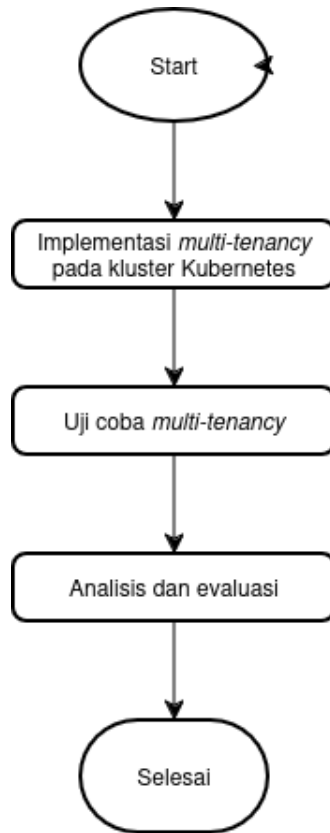 Start
Implementasi multi-tenancy
pada kluster Kubernetes
Uji coba multi-tenancy
Analisis dan evaluasi
Selesai